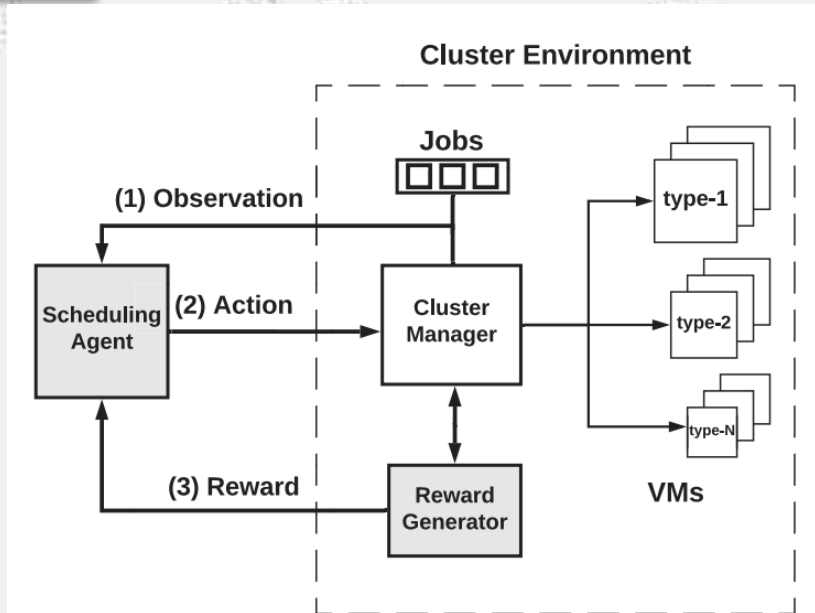 Cluster Environment
Jobs
(1) Observation
type-1
Scheduling
Agent
(2) Action
Cluster
Manager
type-2
type-N
(3) Reward
Reward
Generator
VMs